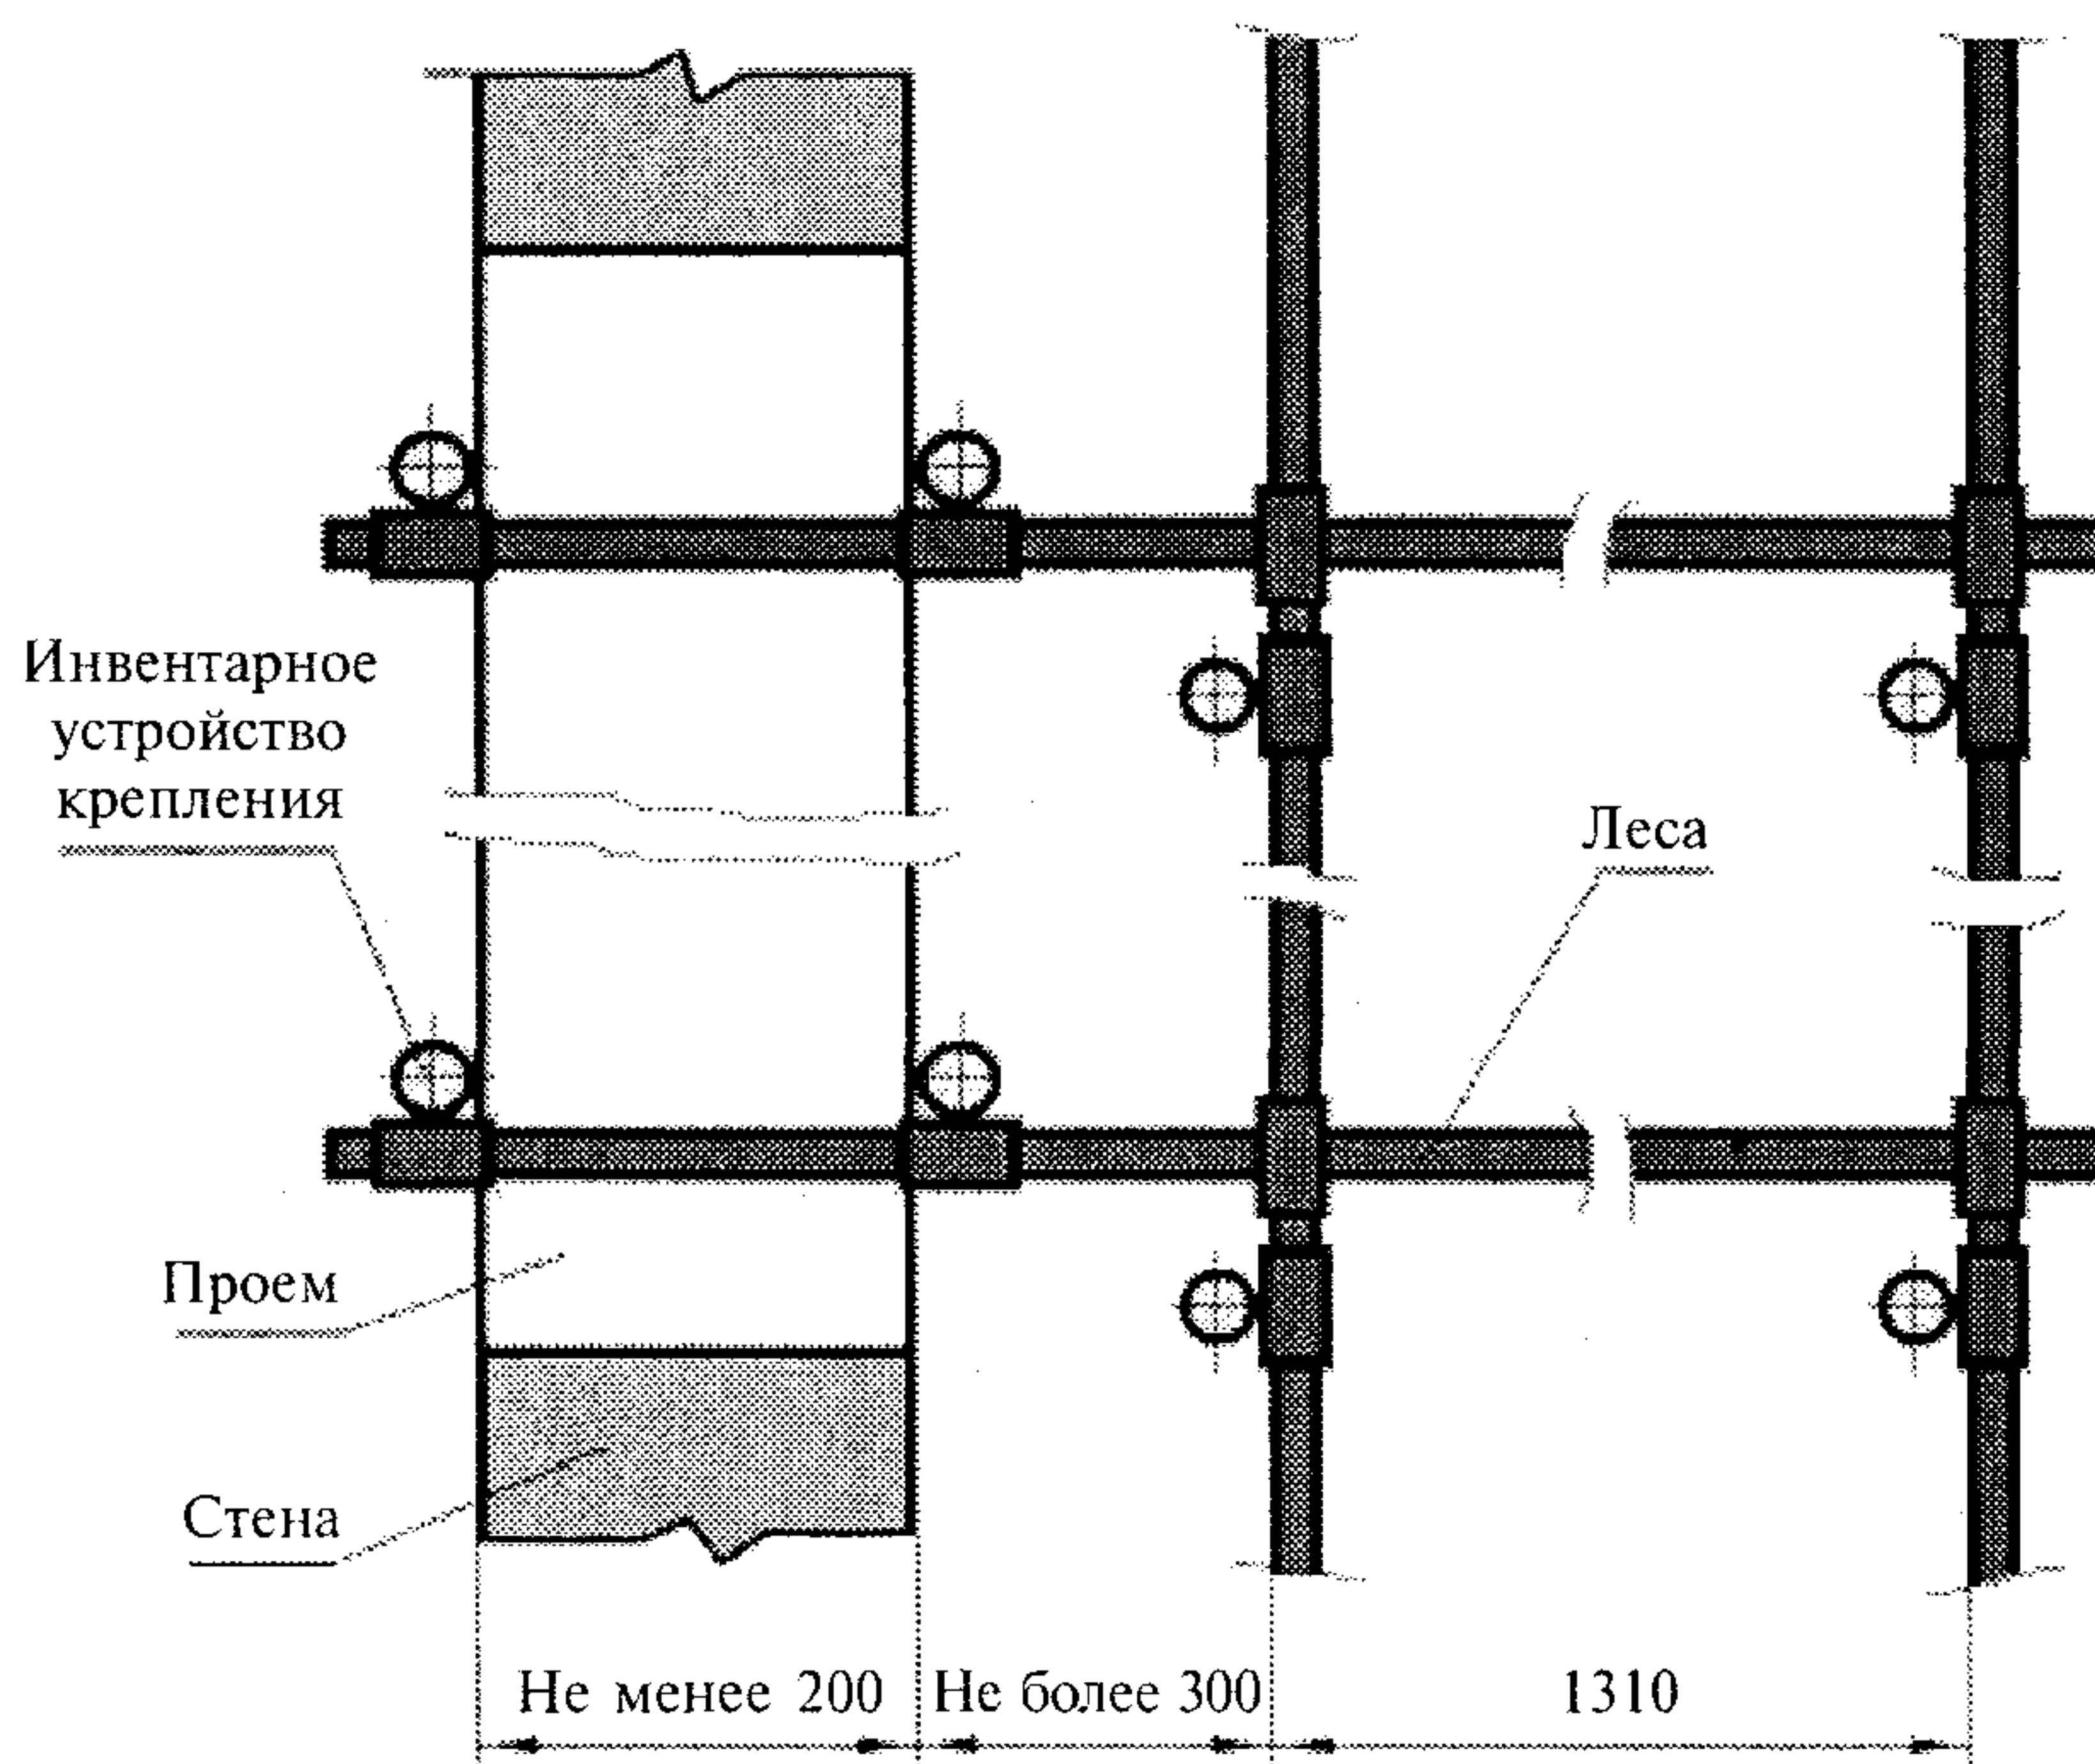 Инвентарное
устройство
крепления
Леса
Проем
Стена
Не менее 200
Не более 300
1310